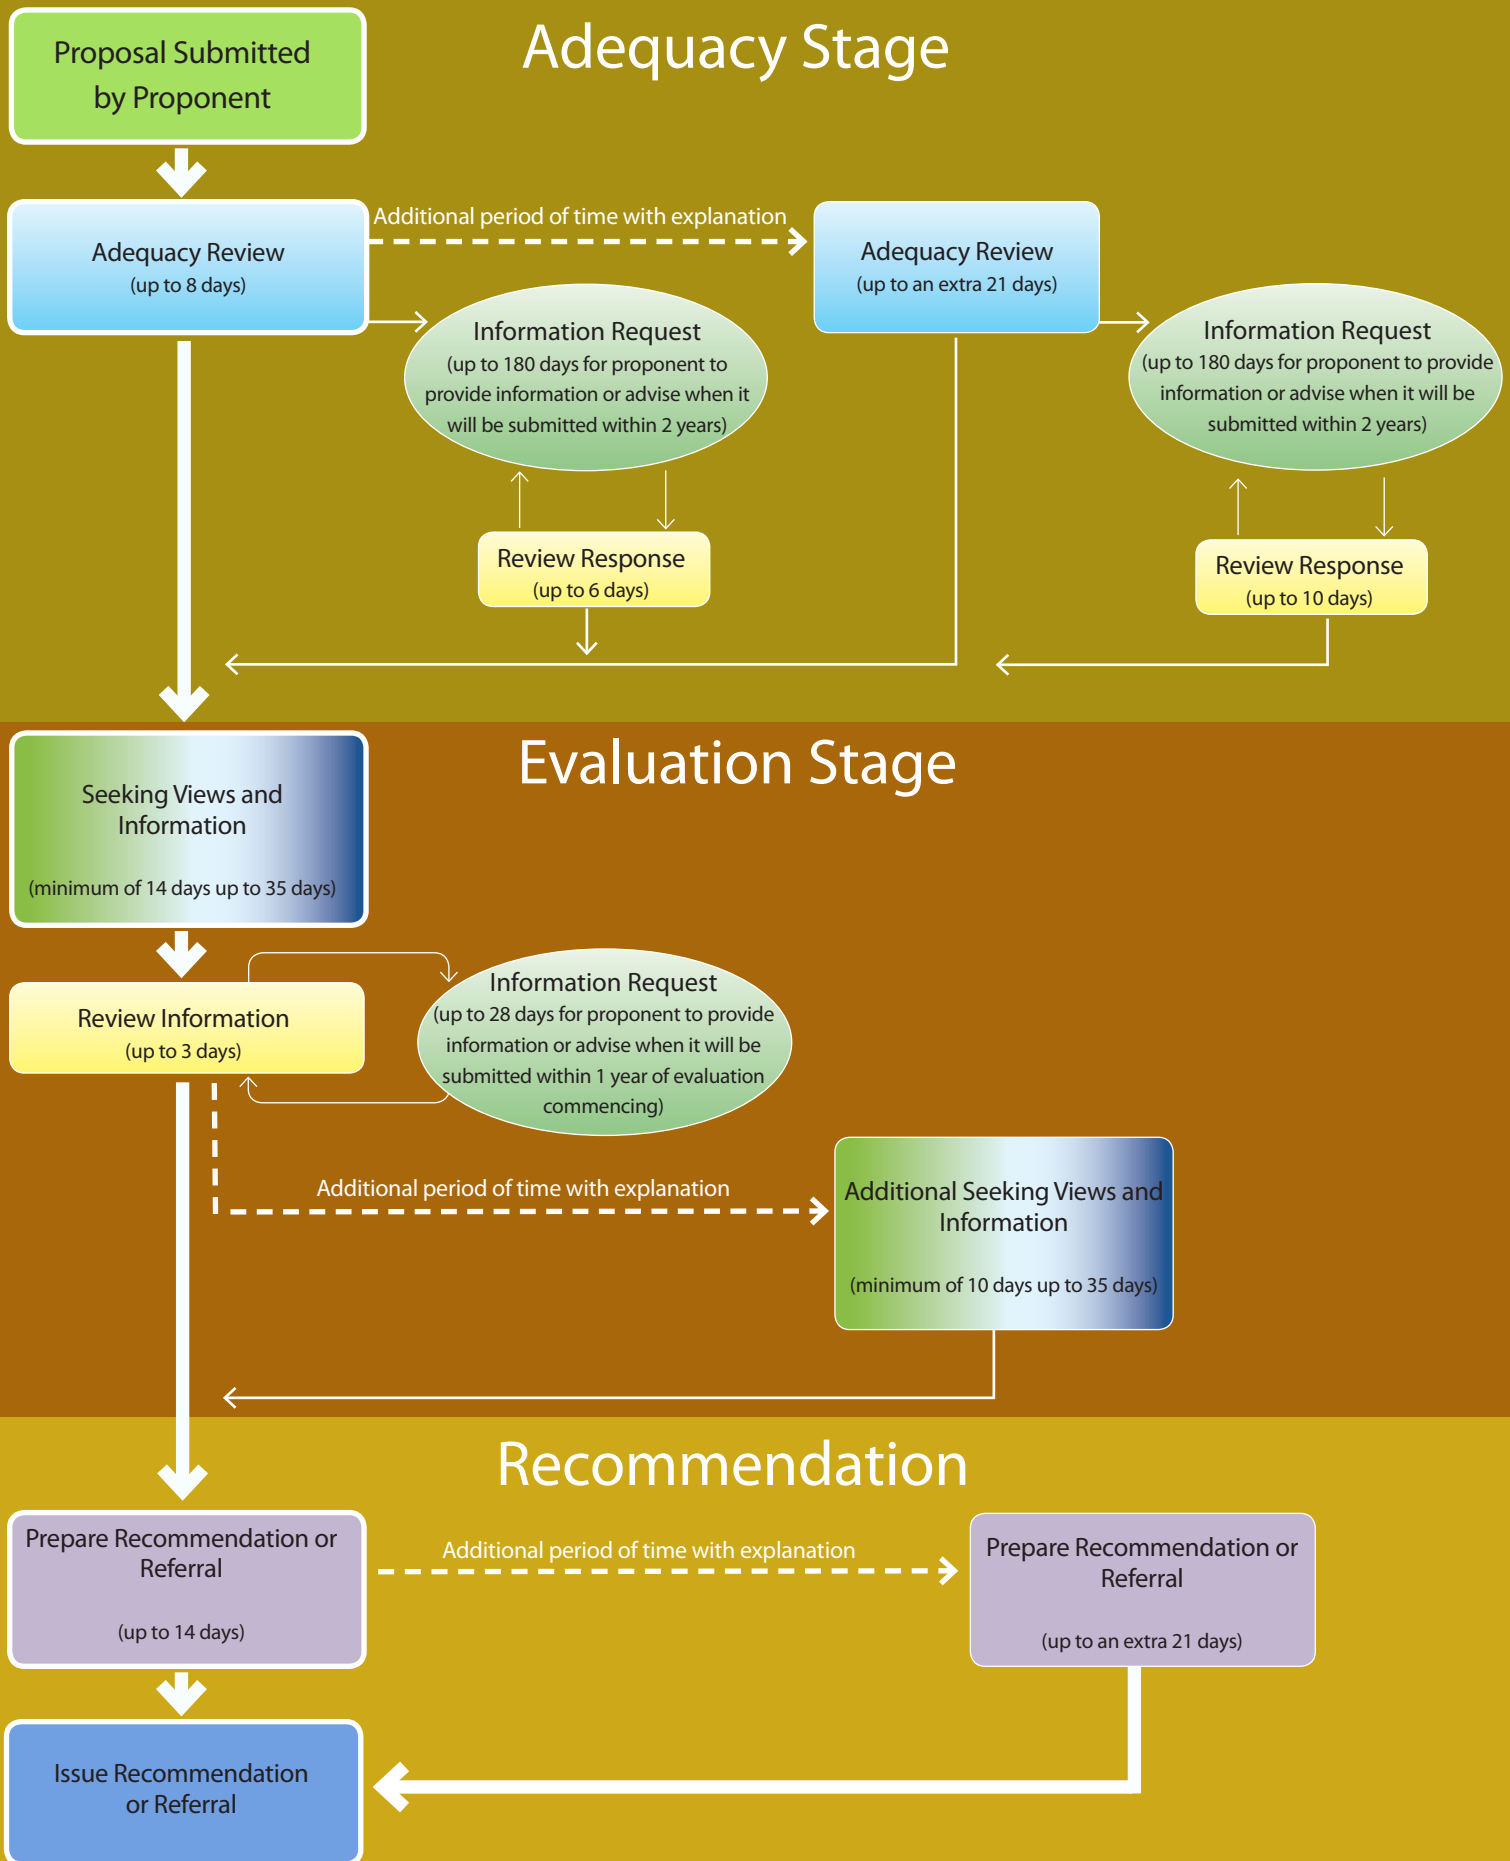 Adequacy Stage
Proposal Submitted
by Proponent
Additional period of time with explanation
Adequacy Review
(up to 8 days)
Adequacy Review
(up to an extra 21 days)
Information Request
(up to 180 days for proponent to
provide information or advise when it
will be submitted within 2 years)
Information Request
(up to 180 days for proponent to provide
information or advise when it will be
submitted within 2 years)
Review Response
(up to 6 days)
Review Response
(up to 10 days)
Evaluation Stage
Seeking Views and
Information
(minimum of 14 days up to 35 days)
Review Information
(up to 3 days)
Information Request
(up to 28 days for proponent to provide
information or advise when it will be
submitted within 1 year of evaluation
commencing)
Additional period of time with explanation
Additional Seeking Views and
Information
(minimum of 10 days up to 35 days)
Recommendation
Prepare Recommendation or
Referral
(up to 14 days)
Additional period of time with explanation
Prepare Recommendation or
Referral
(up to an extra 21 days)
Issue Recommendation
or Referral